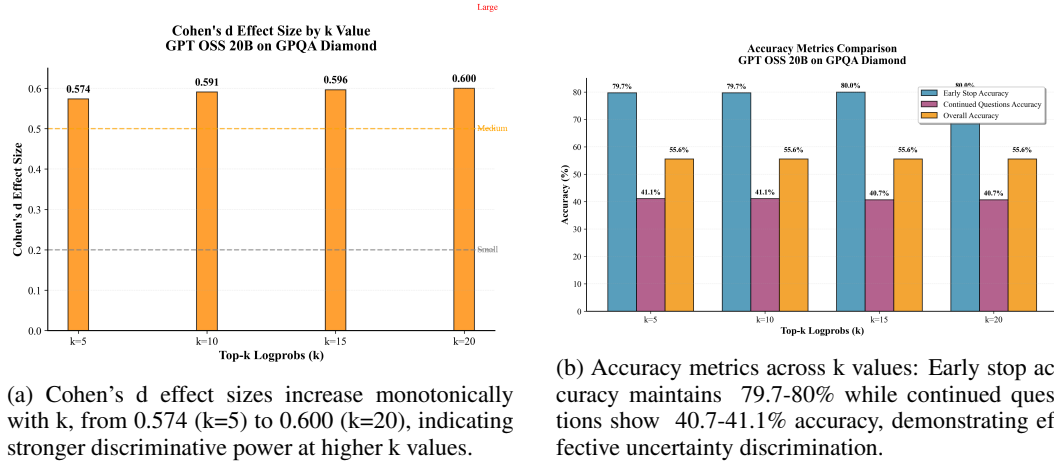 Large
Cohen's d Effect Size by k Value
GPT OSS 20B on GPQA Diamond
0.574
0.591
0.596
0.600
0.6
0.5
0.4
0.3
0.2
0.1
0.0
Medium
Small
Cohen's d Effect Size
k=5
k=10
k=15
k=20
Top-k Logprobs (k)
(a) Cohen's d effect sizes increase monotonically
with k, from 0.574 (k=5) to 0.600 (k=20), indicating
stronger discriminative power at higher k values.
Accuracy Metrics Comparison
GPT OSS 20B on GPQA Diamond
79.7%
79.7%
80.0%
80.0%
Early Stop Accuracy
Continued Questions Accuracy
Overall Accuracy
41.1%
55.6%
41.1%
55.6%
40.7%
55.6%
40.7%
55.6%
80
70
60
50
40
30
20
10
0
Accuracy (%)
k=5
k=10
k=15
k=20
Top-k Logprobs (k)
(b) Accuracy metrics across k values: Early stop ac
curacy maintains 79.7-80% while continued ques
tions show 40.7-41.1% accuracy, demonstrating ef
fective uncertainty discrimination.